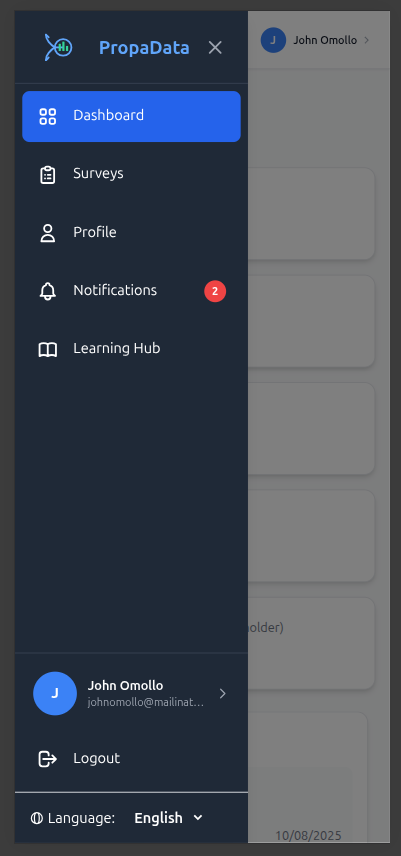 PropaData
J
John Omollo
Dashboard
Surveys
Profile
Notifications
2
Learning Hub
holder)
J
John Omollo
johnomollo@mailinat...
Logout
Language:
English
10/08/2025